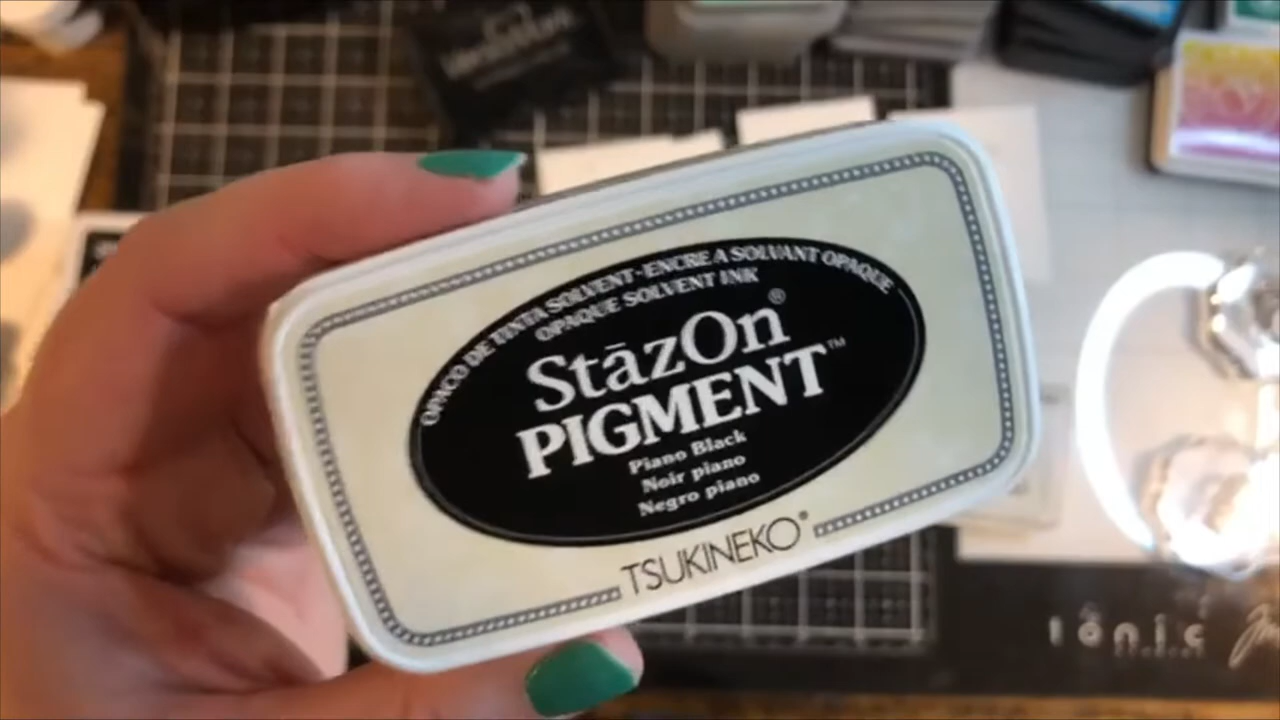 OPACO DE TINTA SOLVENT-ENCRE A SOLVANT OPAQUE
OPAQUE SOLVENT INK
StāzOn®
PIGMENT™
Piano Black
Noir piano
Negro piano
TSUKINEKO®
tonic